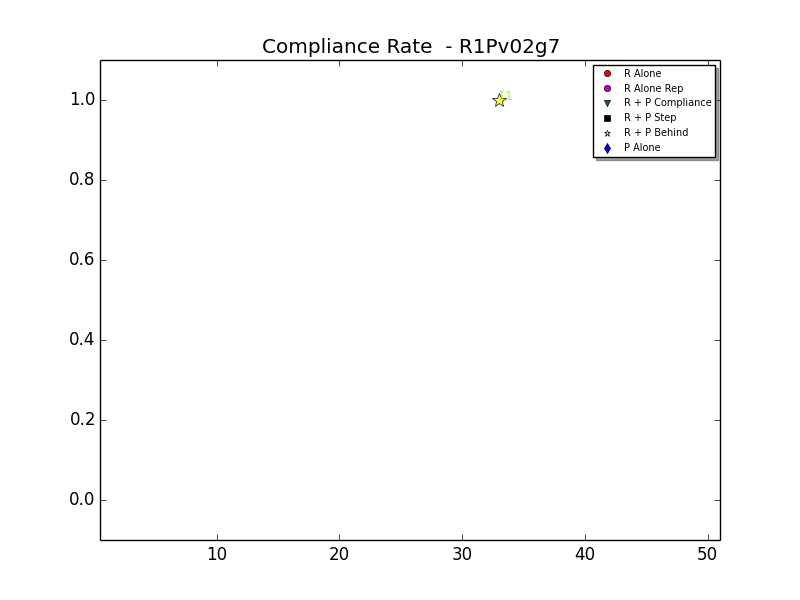 Compliance Rate  - R1Pv02g7
1.0
0.8
0.6
0.4
0.2
0.0
10
20
30
40
50
11
R Alone
R Alone Rep
R + P Compliance
R + P Step
R + P Behind
P Alone